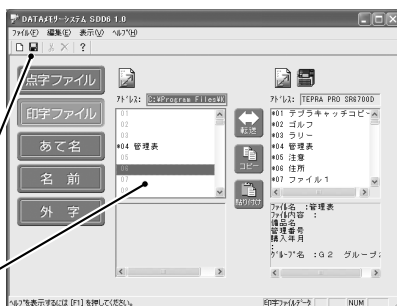 DATAメモリーシステム SDD6 1.0
ファイル(F) 編集(E) 表示(V) ヘルプ(H)
点字ファイル
印字ファイル
あて名
名 前
外 字
アドレス: C:¥Program Files¥K
01
02
03
*04 管理表
05
06
07
転送
コピー
貼り付け
アドレス: TEPRA PRO SR6700D
*01 テプラキャッチコピー
*02 ゴルフ
*03 ラリー
*04 管理表
*05 注意
*06 住所
*07 ファイル1
ファイル名 :管理表
ファイル内容 :
備品名
管理番号
購入年月
:
グループ名 :G2 グループ
ヘルプを表示するには [F1] を押してください。
印字ファイルデータ
NUM